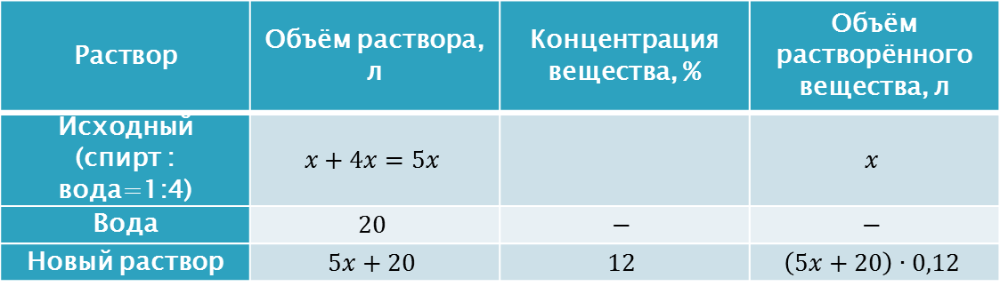 Раствор
Объём раствора,
л
Концентрация
вещества, %
Объём
растворённого
вещества, л
Исходный
(спирт :
вода=1:4)
x + 4x = 5x
x
Вода
20
−
−
Новый раствор
5x + 20
12
(5x + 20) · 0,12